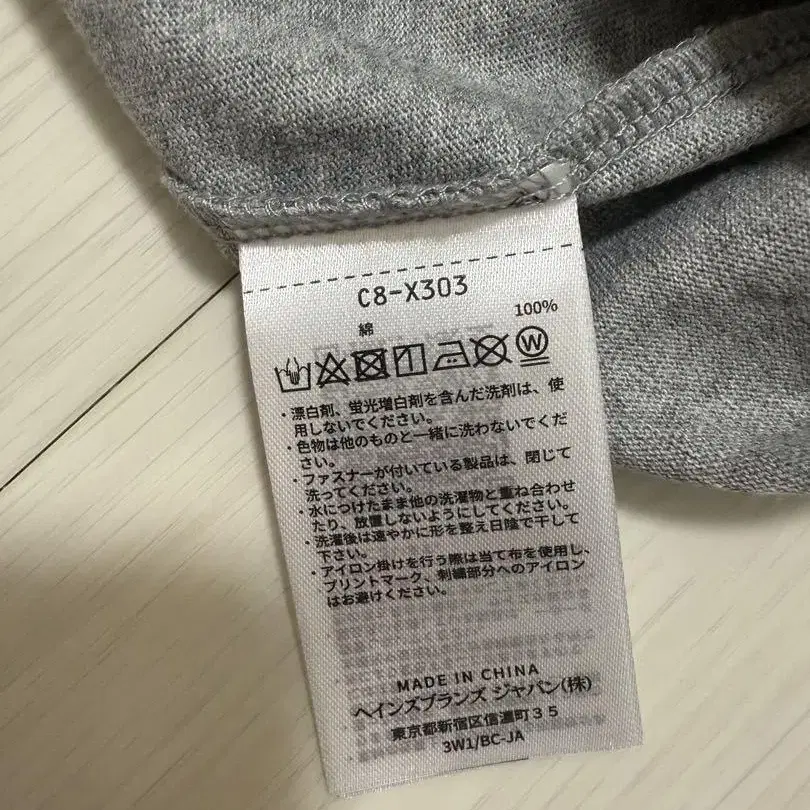 C8-X303
綿 100%
W
・漂白剤、蛍光増白剤を含んだ洗剤は、使
用しないでください。
・色物は他のものと一緒に洗わないでくだ
さい。
・ファスナーが付いている製品は、閉じて
洗ってください。
・水につけたまま他の洗濯物と重ね合わせ
たり、放置しないようにしてください。
・洗濯後は速やかに形を整え日陰で干して
下さい。
・アイロン掛けを行う際は当て布を使用し、
プリントマーク、刺繍部分へのアイロン
はお避けください。
MADE IN CHINA
ヘインズブランズ ジャパン(株)
東京都新宿区信濃町３５
3W1/BC-JA